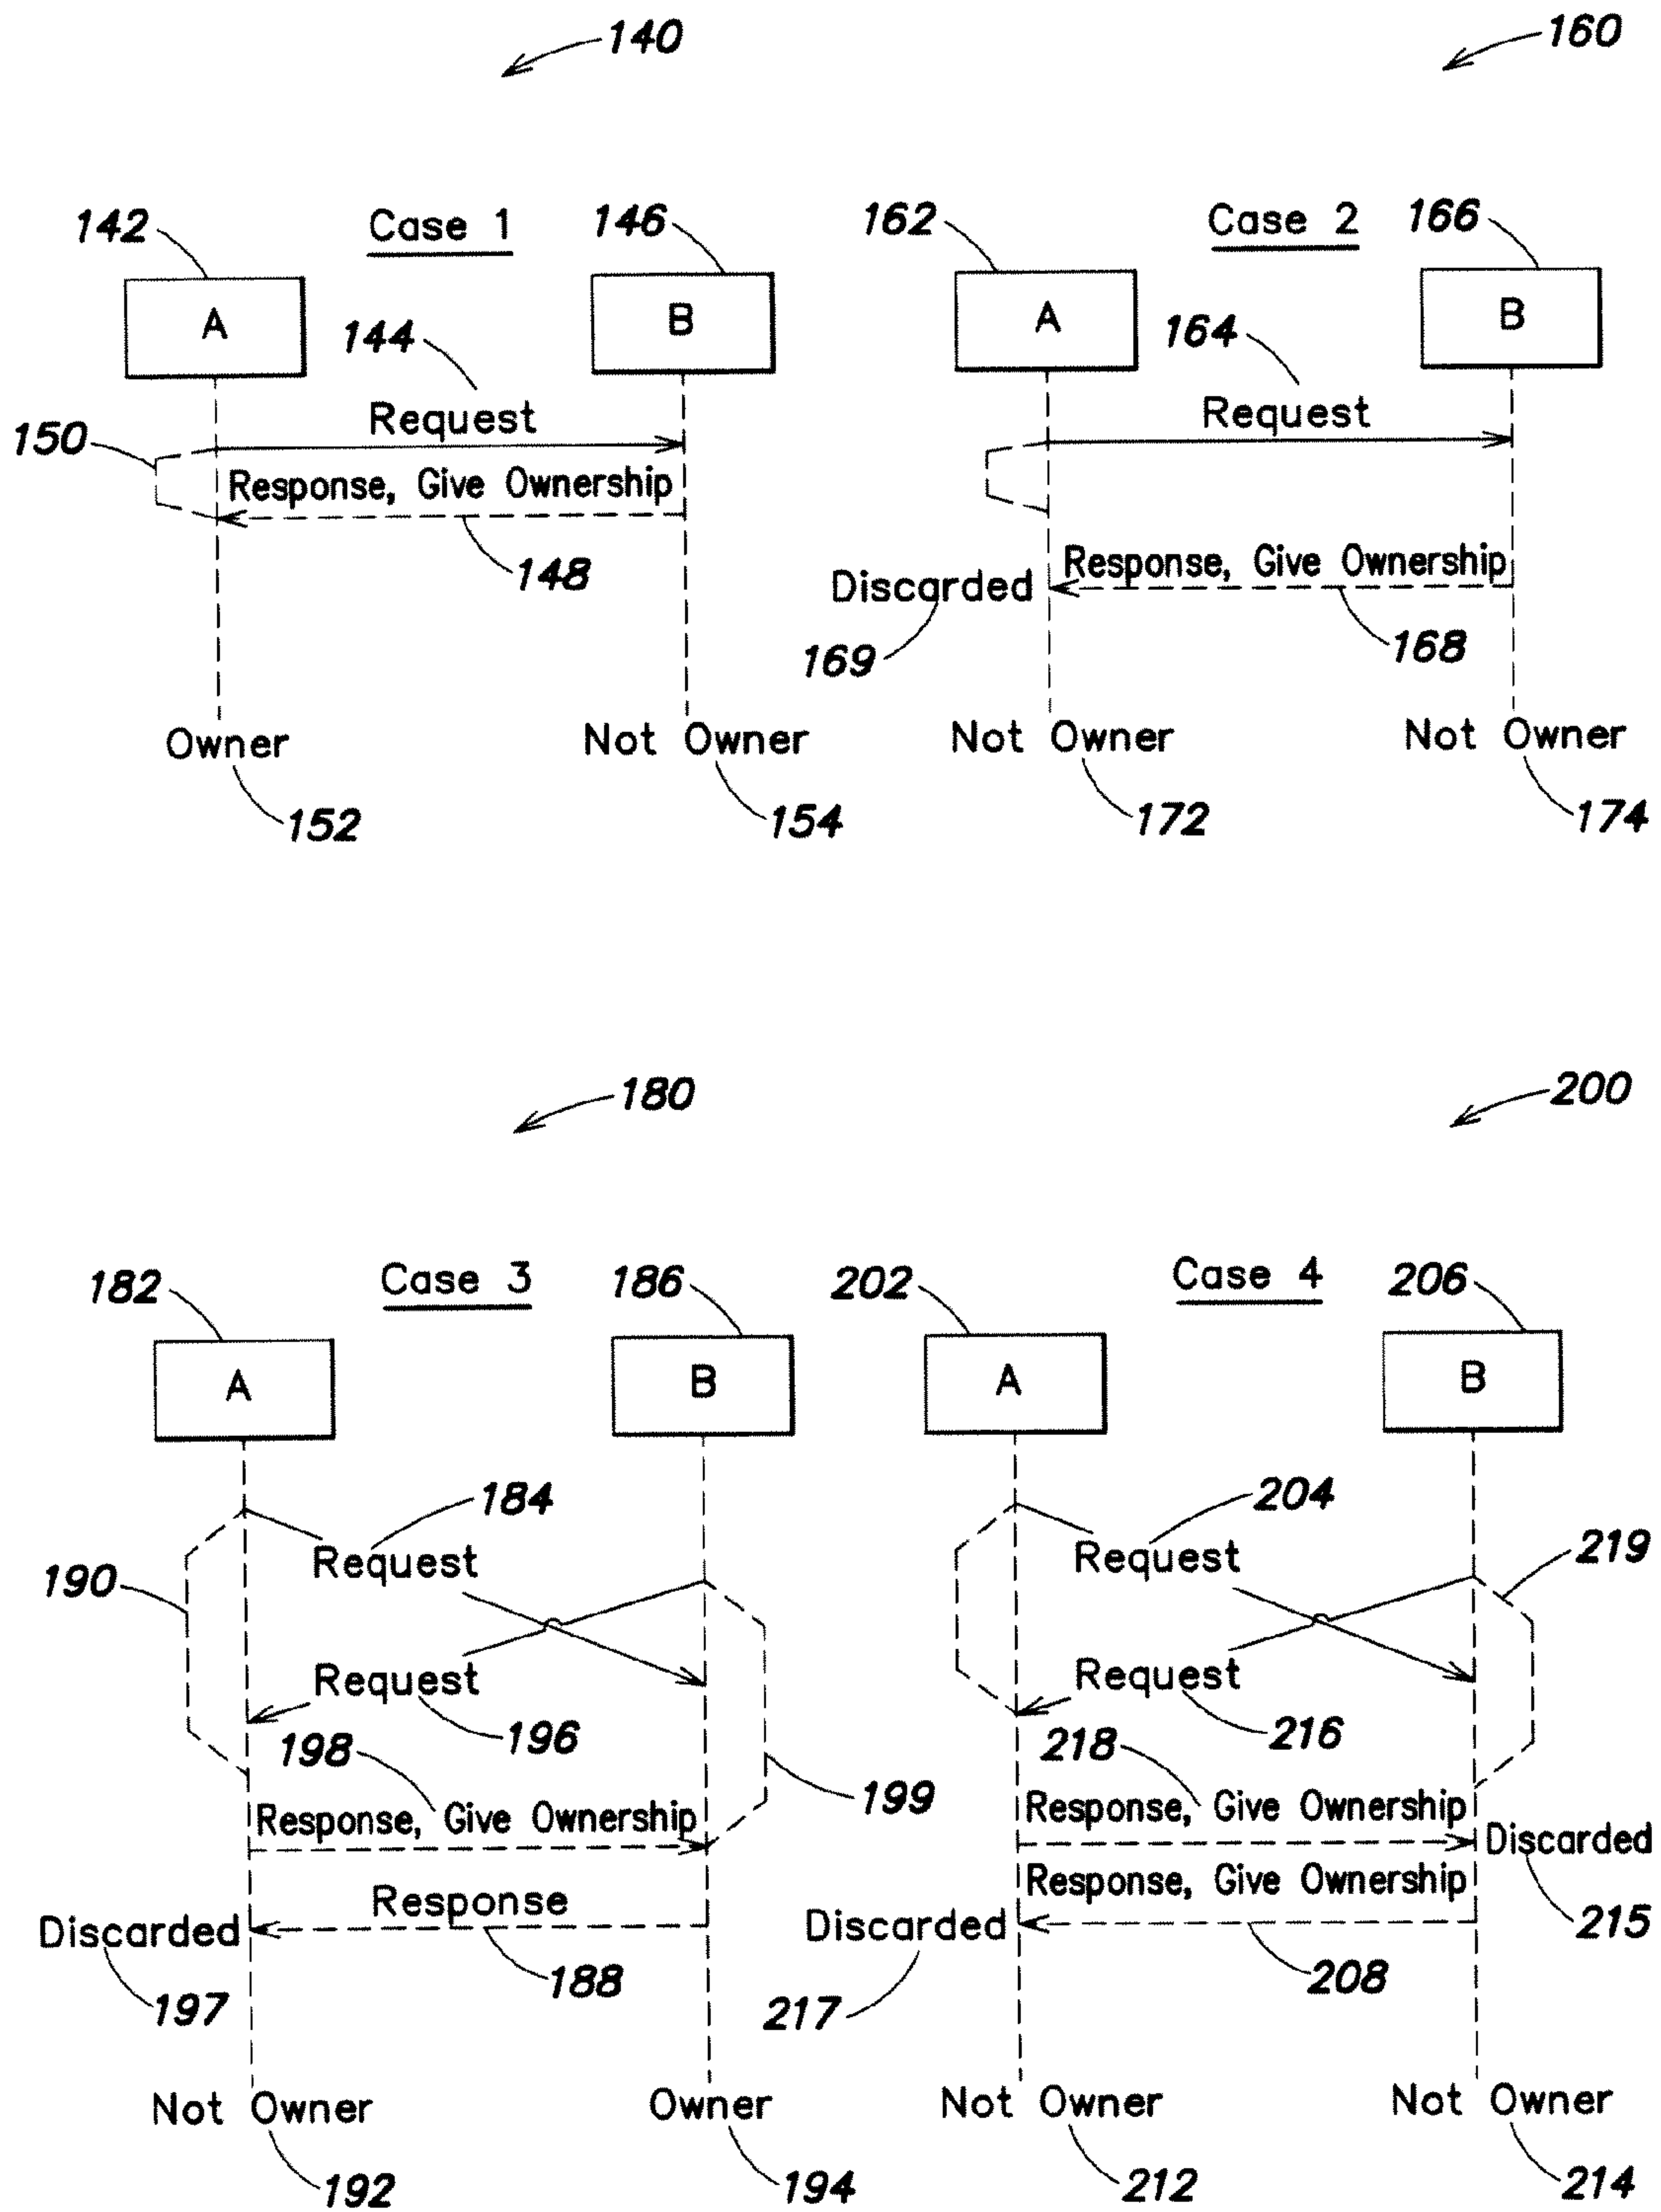 140
160
142
Case 1
146
162
Case 2
166
A
B
A
B
144
164
Request
Request
150
Response, Give Ownership
148
Response, Give Ownership
Discarded
169
168
Owner
Not Owner
Not Owner
Not Owner
152
154
172
174
180
200
182
Case 3
186
202
Case 4
206
A
B
A
B
184
204
Request
Request
190
219
Request
Request
196
216
198
218
199
Response, Give Ownership
Response, Give Ownership
Discarded
Response
Response, Give Ownership
Discarded
Discarded
215
188
208
197
217
Not Owner
Owner
Not Owner
Not Owner
192
194
212
214